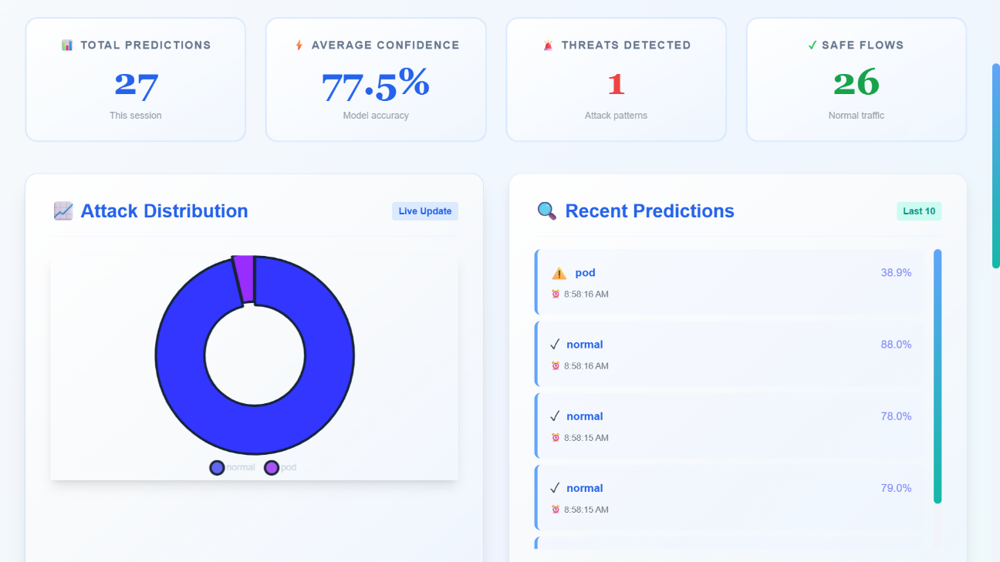 📊 TOTAL PREDICTIONS
27
This session
⚡ AVERAGE CONFIDENCE
77.5%
Model accuracy
🚨 THREATS DETECTED
1
Attack patterns
✓ SAFE FLOWS
26
Normal traffic
📈 Attack Distribution
Live Update
normal pod
🔍 Recent Predictions
Last 10
⚠️ pod 38.9%
⏰ 8:58:16 AM
✓ normal 88.0%
⏰ 8:58:16 AM
✓ normal 78.0%
⏰ 8:58:15 AM
✓ normal 79.0%
⏰ 8:58:15 AM